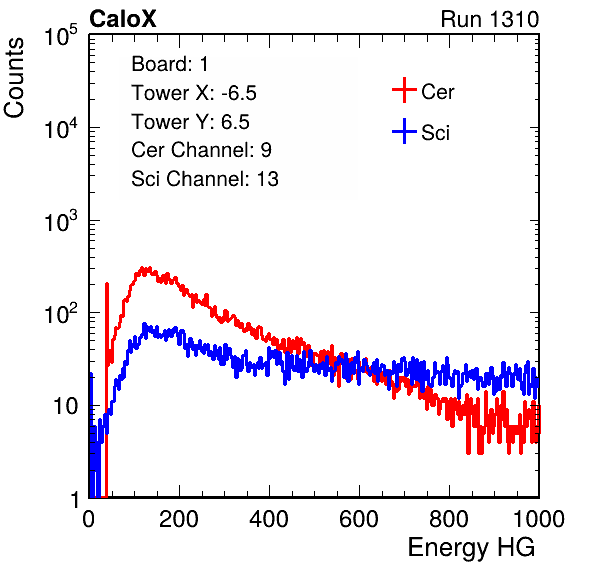 CaloX Run 1310
Counts
10^5
10^4
10^3
10^2
10
1
Board: 1
Tower X: -6.5
Tower Y: 6.5
Cer Channel: 9
Sci Channel: 13
Cer
Sci
0 200 400 600 800 1000
Energy HG